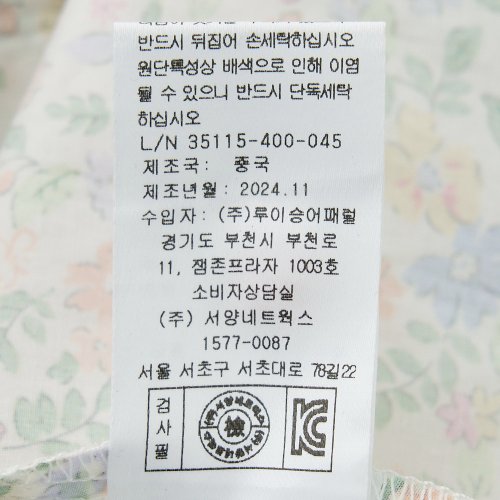 반드시 뒤집어 손세탁하십시오
원단특성상 배색으로 인해 이염
될 수 있으니 반드시 단독세탁
하십시오
L/N 35115-400-045
제조국: 중국
제조년월: 2024.11
수입자: (주)루이승어패럴
경기도 부천시 부천로
11, 잼존프라자 1003호
소비자상담실
(주) 서양네트웍스
1577-0087
서울 서초구 서초대로 78길22
검사필
檢
KC